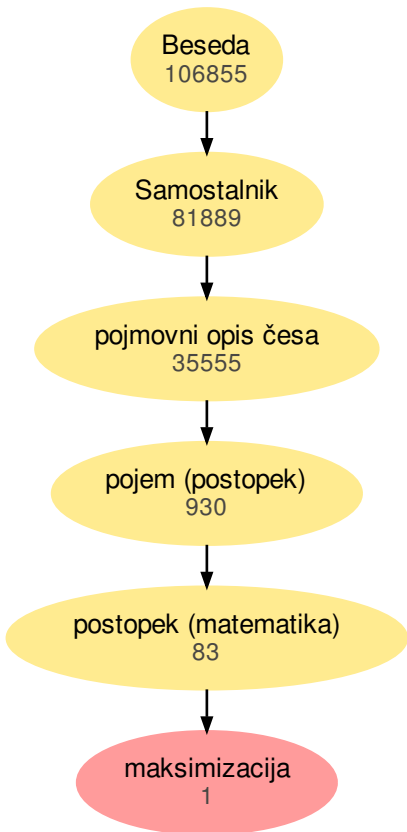 Beseda
106855
Samostalnik
81889
pojmovni opis česa
35555
pojem (postopek)
930
postopek (matematika)
83
maksimizacija
1